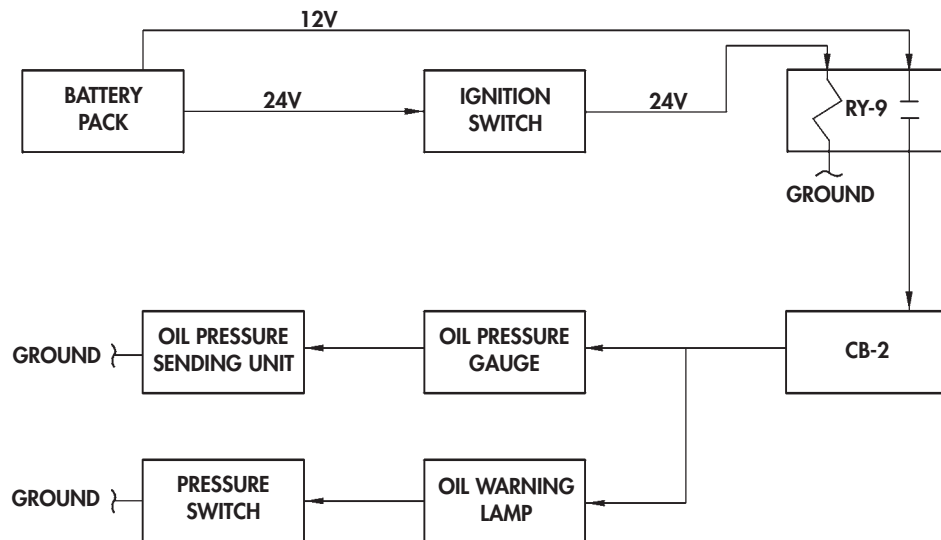 12V
BATTERY
PACK
24V
IGNITION
SWITCH
24V
RY-9
GROUND
GROUND
OIL PRESSURE
SENDING UNIT
OIL PRESSURE
GAUGE
CB-2
GROUND
PRESSURE
SWITCH
OIL WARNING
LAMP